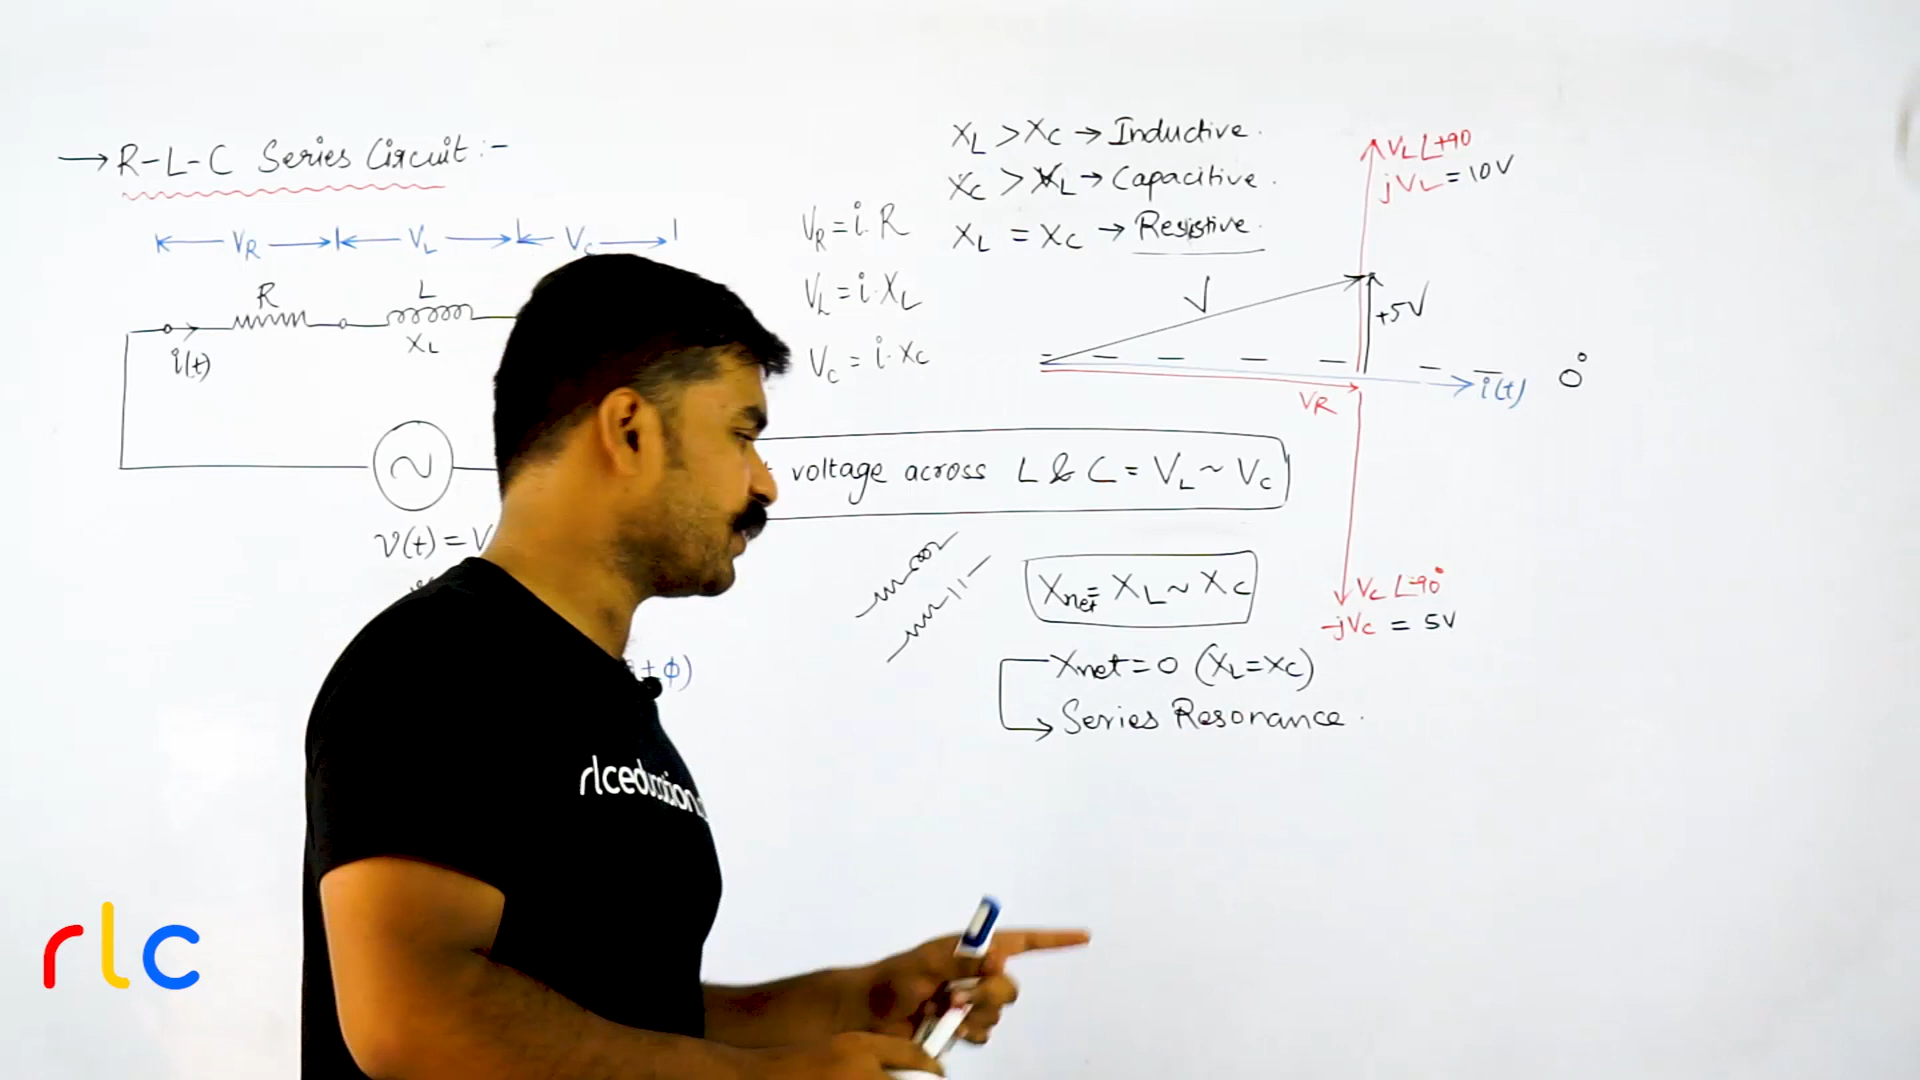 → R-L-C Series Circuit :-
VR VL VC
R L
XL
i(t)
v(t) = V
+ φ)
VR = i. R
VL = i. XL
VC = i. XC
XL > XC → Inductive.
XC > XL → Capacitive.
XL = XC → Resistive.
voltage across L & C = VL ~ VC
Xnet = XL ~ XC
Xnet = 0 (XL = XC)
Series Resonance.
VL ∠+90
jVL = 10V
V
+5V
i(t) 0°
VR
VC ∠-90°
-jVC = 5V
rlceducation
rlc